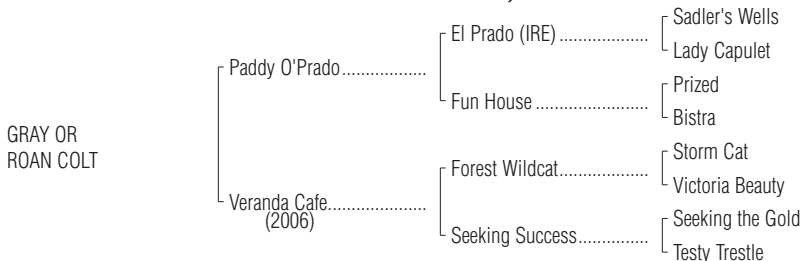 GRAY OR
ROAN COLT
Paddy O'Prado..................
Veranda Cafe.....................
(2006)
El Prado (IRE) ...................
Fun House ........................
Forest Wildcat...................
Seeking Success...............
Sadler's Wells
Lady Capulet
Prized
Bistra
Storm Cat
Victoria Beauty
Seeking the Gold
Testy Trestle